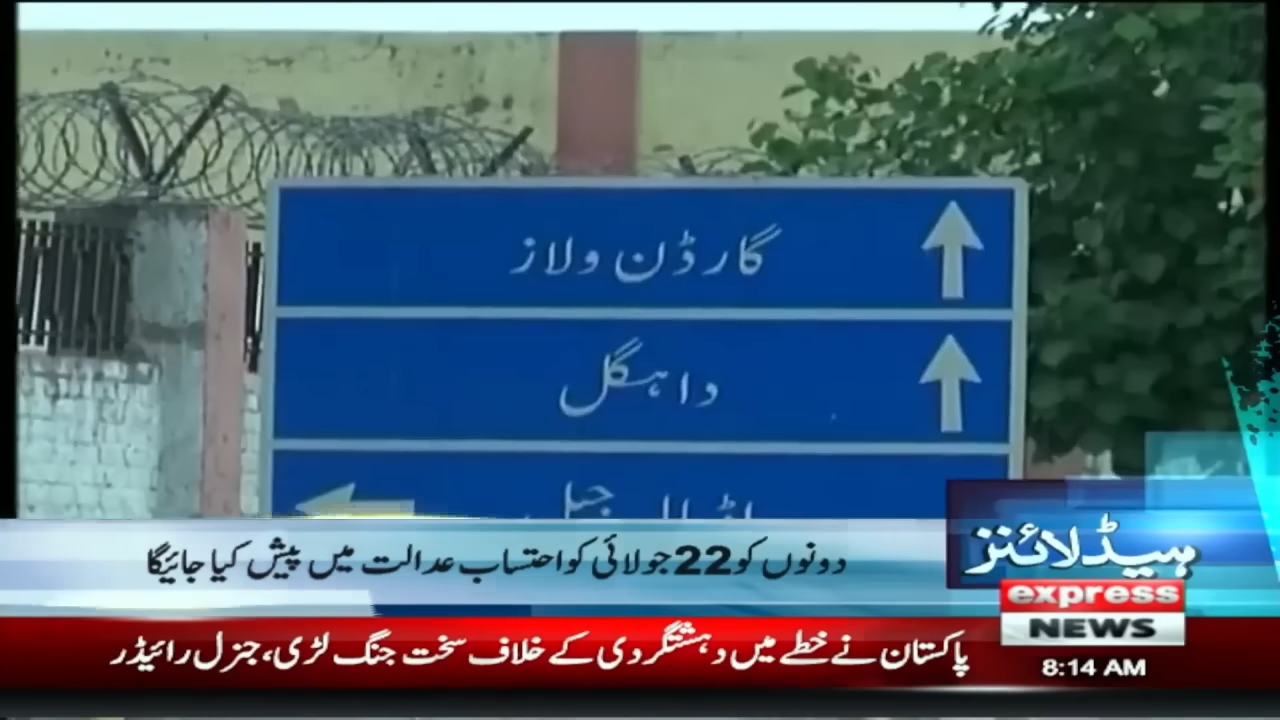 گارڈن ولاز
داہگل
جیل
ہیڈلائنز
دونوں کو 22 جولائی کو احتساب عدالت میں پیش کیا جائیگا
express
NEWS
پاکستان نے خطے میں دہشتگردی کے خلاف سخت جنگ لڑی، جنرل رائیڈر
8:14 AM